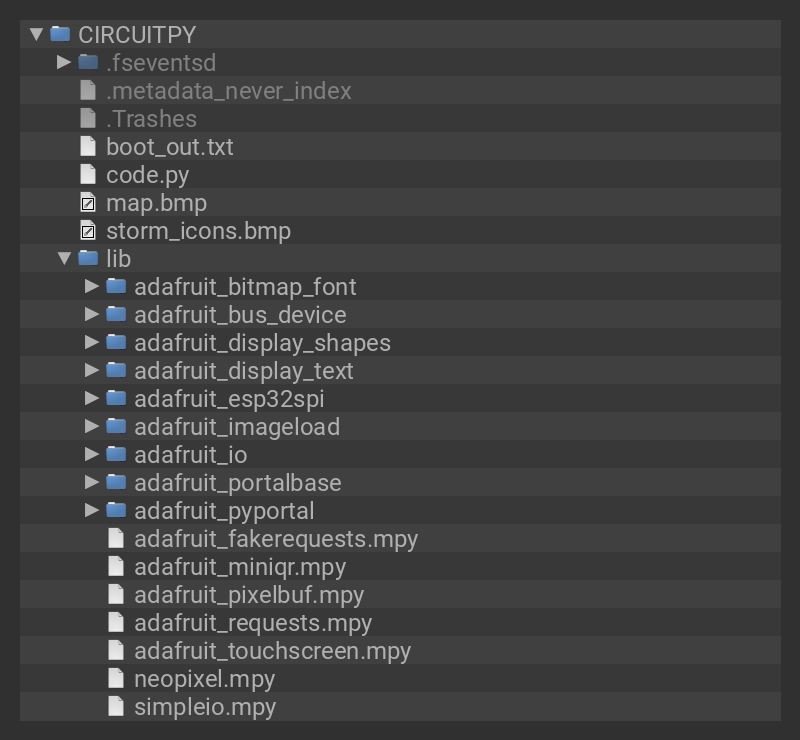 CIRCUITPY
.fseventsd
.metadata_never_index
.Trashes
boot_out.txt
code.py
map.bmp
storm_icons.bmp
lib
adafruit_bitmap_font
adafruit_bus_device
adafruit_display_shapes
adafruit_display_text
adafruit_esp32spi
adafruit_imageload
adafruit_io
adafruit_portalbase
adafruit_pyportal
adafruit_fakerequests.mpy
adafruit_miniqr.mpy
adafruit_pixelbuf.mpy
adafruit_requests.mpy
adafruit_touchscreen.mpy
neopixel.mpy
simpleio.mpy